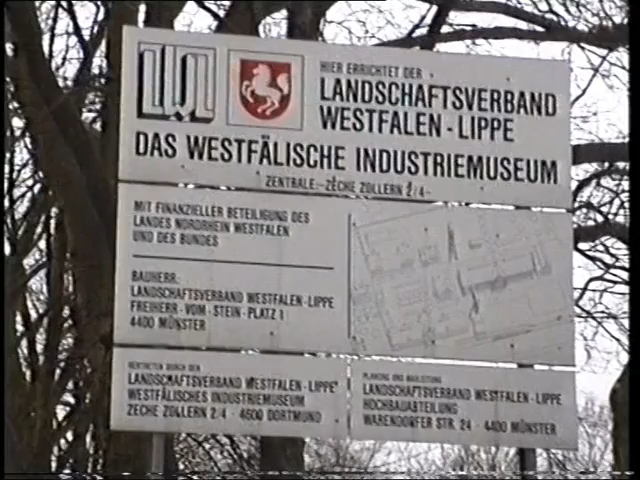 LWL
HIER ERRICHTET DER
LANDSCHAFTSVERBAND
WESTFALEN-LIPPE
DAS WESTFÄLISCHE INDUSTRIEMUSEUM
ZENTRALE-ZECHE ZOLLERN 2/4-
MIT FINANZIELLER BETEILIGUNG DES
LANDES NORDRHEIN WESTFALEN
UND DES BUNDES
BAUHERR:
LANDSCHAFTSVERBAND WESTFALEN-LIPPE
FREIHERR-VOM-STEIN-PLATZ 1
4400 MÜNSTER
VERTRETEN DURCH DEN
LANDSCHAFTSVERBAND WESTFALEN-LIPPE
WESTFÄLISCHES INDUSTRIEMUSEUM
ZECHE ZOLLERN 2/4 - 4600 DORTMUND
PLANUNG UND BAULEITUNG
LANDSCHAFTSVERBAND WESTFALEN-LIPPE
HOCHBAUABTEILUNG
WARENDORFER STR. 24 - 4400 MÜNSTER